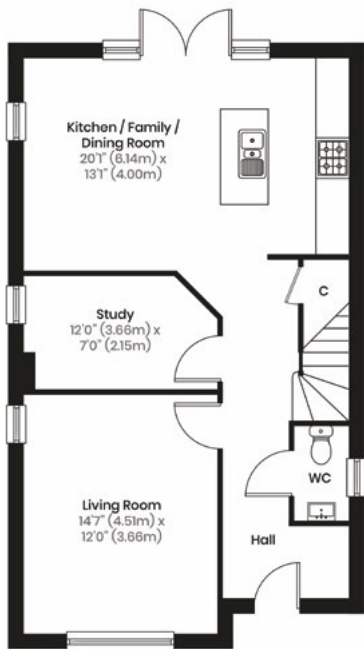 Kitchen / Family /
Dining Room
20'1" (6.14m) x
13'1" (4.00m)
C
Study
12'0" (3.66m) x
7'0" (2.15m)
WC
Living Room
14'7" (4.51m) x
12'0" (3.66m)
Hall